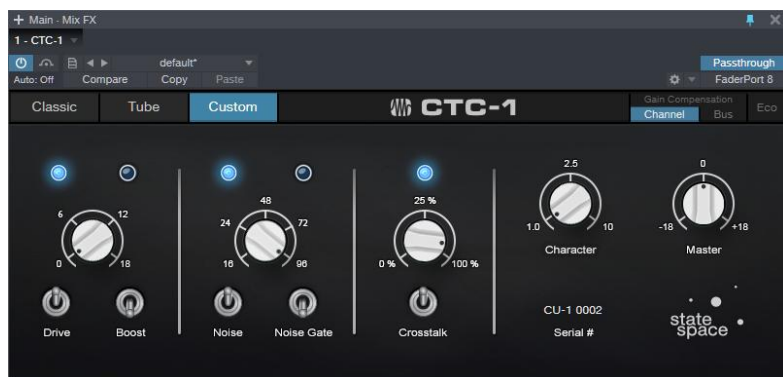 Main - Mix FX
1 - CTC-1
default*
Passthrough
Auto: Off Compare Copy Paste FaderPort 8
Classic Tube Custom CTC-1
Gain Compensation
Channel Bus Eco
6 12
0 18
Drive Boost
48
24 72
16 96
Noise Noise Gate
25 %
0 % 100 %
Crosstalk
2.5
1.0 10
Character
0
-18 +18
Master
CU-1 0002
Serial #
state
space